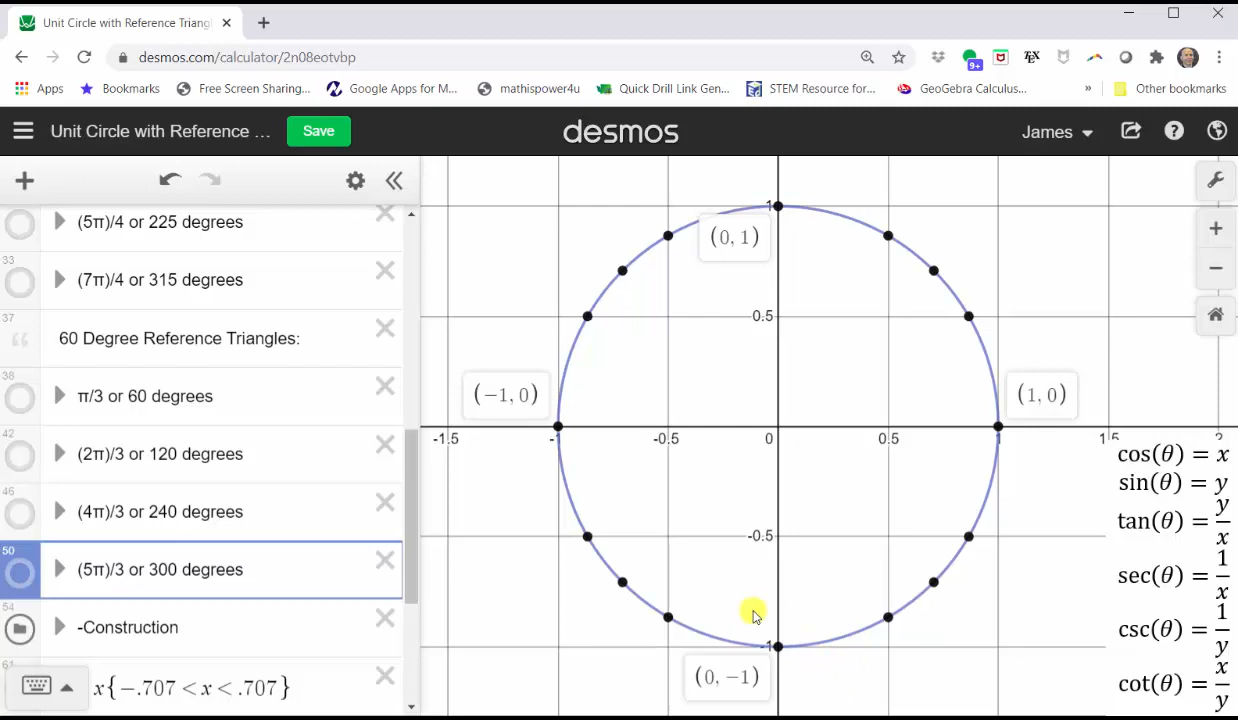 Unit Circle with Reference Triangl
desmos.com/calculator/2n08eotvbp
9+
TEX
Apps
Bookmarks
Free Screen Sharing...
Google Apps for M...
mathispower4u
Quick Drill Link Gen...
STEM Resource for...
GeoGebra Calculus...
»
Other bookmarks
Unit Circle with Reference ...
Save
desmos
James
(5π)/4 or 225 degrees
33
(7π)/4 or 315 degrees
37
60 Degree Reference Triangles:
38
π/3 or 60 degrees
42
(2π)/3 or 120 degrees
46
(4π)/3 or 240 degrees
50
(5π)/3 or 300 degrees
54
-Construction
61
x{−.707 < x < .707}
1
(0, 1)
0.5
(−1, 0)
(1, 0)
-1.5
-1
-0.5
0
0.5
1
1.5
2
-0.5
-1
(0, −1)
cos(θ) = x
sin(θ) = y
tan(θ) = y/x
sec(θ) = 1/x
csc(θ) = 1/y
cot(θ) = x/y